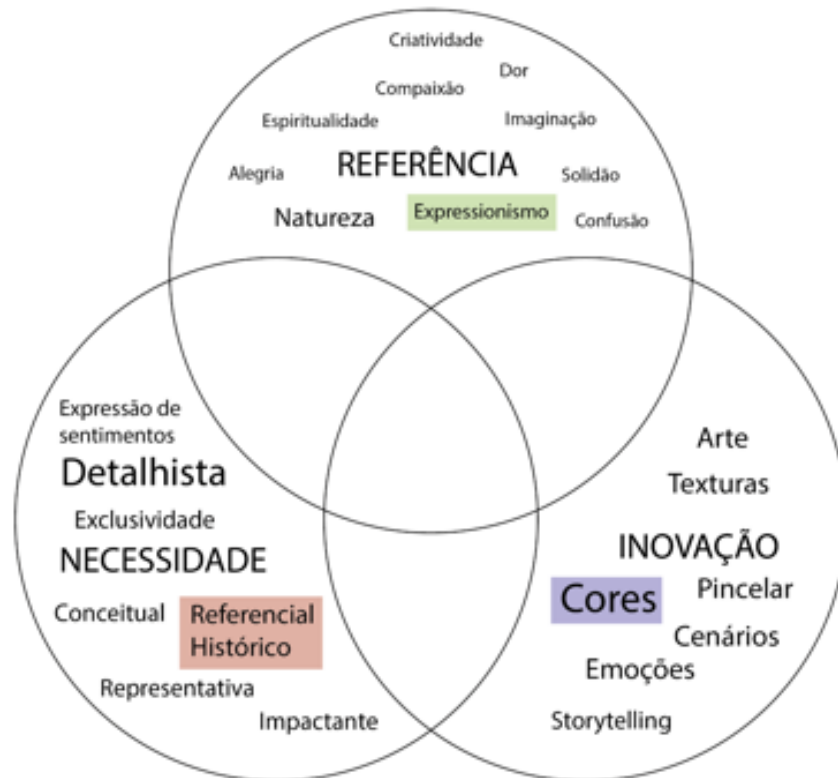 Criatividade
Dor
Compaixão
Espiritualidade
Imaginação
REFERÊNCIA
Alegria
Solidão
Natureza
Expressionismo
Confusão
Expressão de
sentimentos
Detalhista
Exclusividade
NECESSIDADE
Conceitual
Referencial
Histórico
Representativa
Impactante
Arte
Texturas
INOVAÇÃO
Cores
Pincelar
Cenários
Emoções
Storytelling